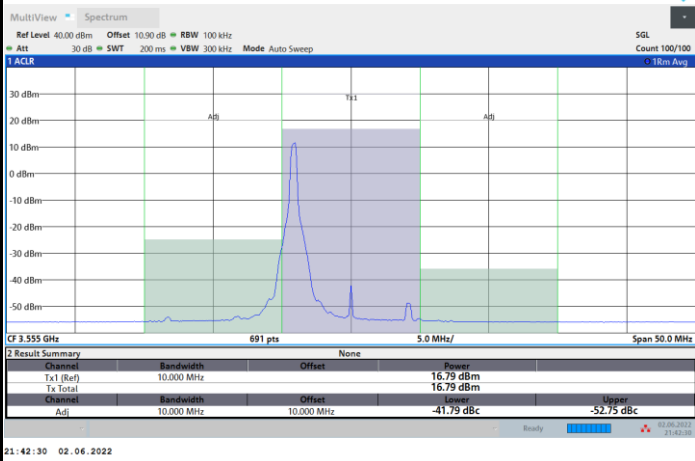 MultiView Spectrum
Ref Level 40.00 dBm Offset 10.90 dB RBW 100 kHz SGL
Att 30 dB SWT 200 ms VBW 300 kHz Mode Auto Sweep Count 100/100
1 ACLR 1Rm Avg
30 dBm
Tx1
20 dBm Adj Adj
10 dBm
0 dBm
-10 dBm
-20 dBm
-30 dBm
-40 dBm
-50 dBm
CF 3.555 GHz 691 pts 5.0 MHz/ Span 50.0 MHz
2 Result Summary None
Channel Bandwidth Offset Power
Tx1 (Ref) 10.000 MHz 16.79 dBm
Tx Total 16.79 dBm
Channel Bandwidth Offset Lower Upper
Adj 10.000 MHz 10.000 MHz -41.79 dBc -52.75 dBc
Ready 02.06.2022
21:42:30
21:42:30 02.06.2022